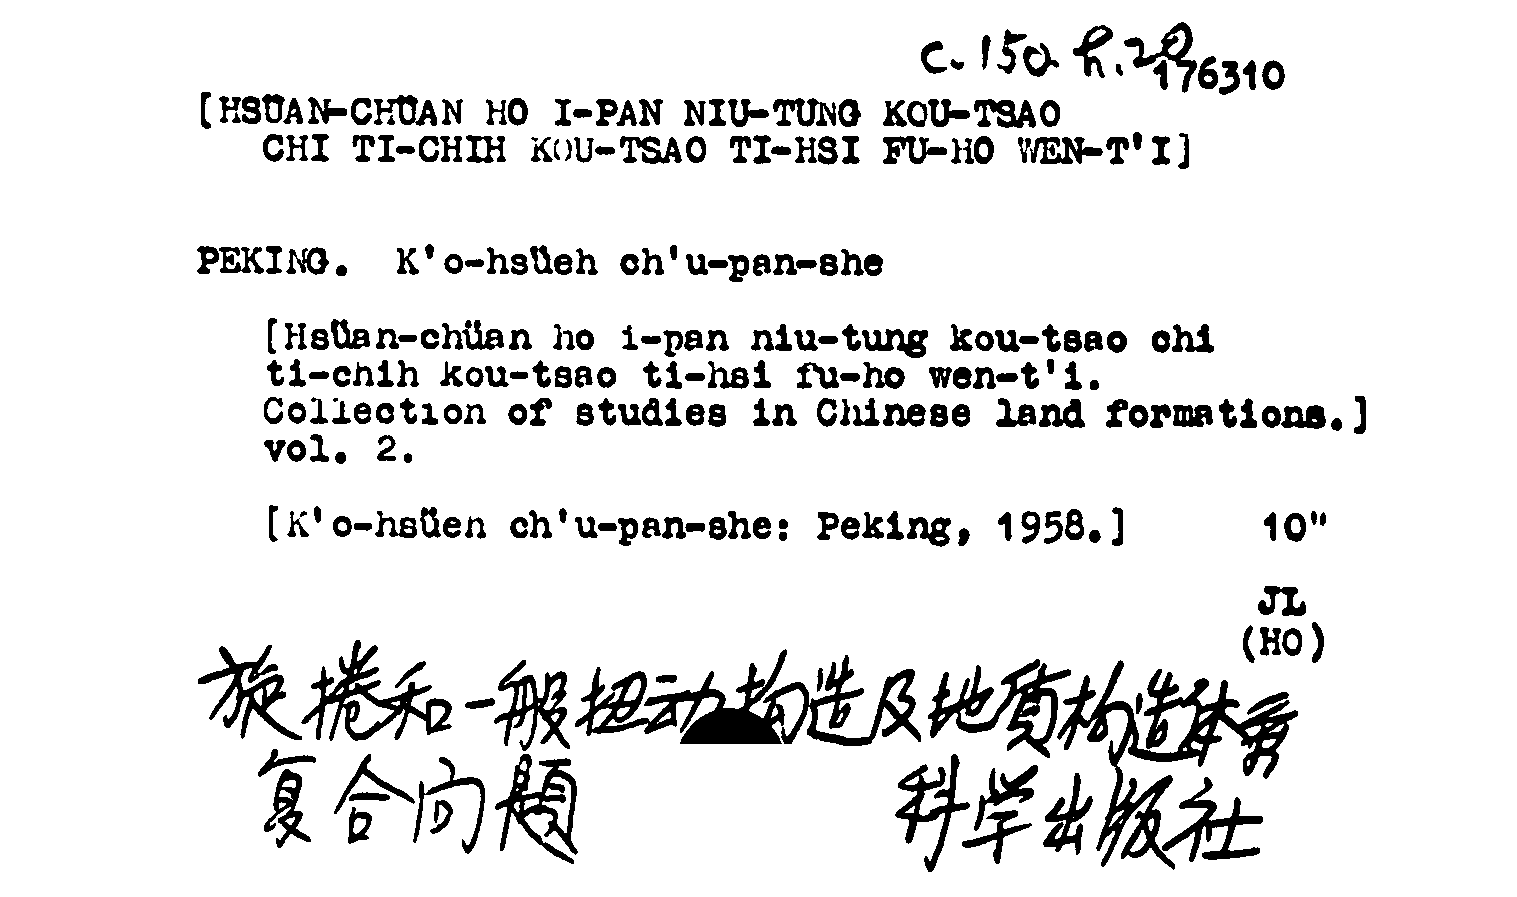 c. 150 h. 20
176310
[HSÜAN-CHÜAN HO I-PAN NIU-TUNG KOU-TSAO
CHI TI-CHIH KOU-TSAO TI-HSI FU-HO WEN-T'I]
PEKING. K'o-hsüeh ch'u-pan-she
[Hsüan-chüan ho i-pan niu-tung kou-tsao chi
ti-chih kou-tsao ti-hsi fu-ho wen-t'i.
Collection of studies in Chinese land formations.]
vol. 2.
[K'o-hsüen ch'u-pan-she: Peking, 1958.] 10"
JL
(HO)
旋捲和一般扭动构造及地質构造体系
复合问題 科学出版社